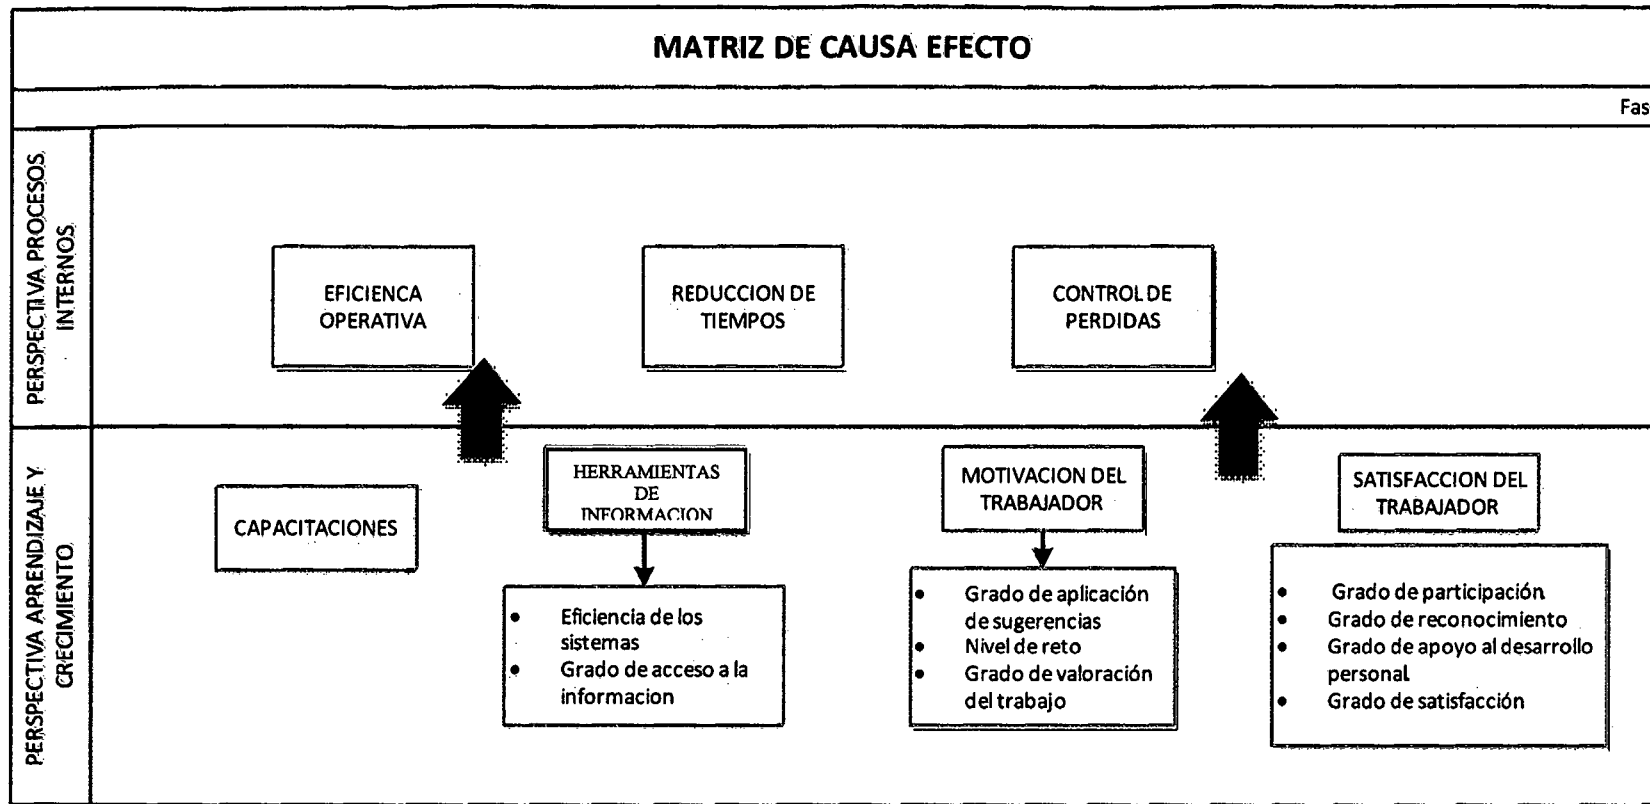 MATRIZ DE CAUSA EFECTO
Fas
PERSPECTIVA PROCESOS
INTERNOS
EFICIENCA
OPERATIVA
REDUCCION DE
TIEMPOS
CONTROL DE
PERDIDAS
PERSPECTIVA APRENDIZAJE Y
CRECIMIENTO
CAPACITACIONES
HERRAMIENTAS
DE
INFORMACION
MOTIVACION DEL
TRABAJADOR
SATISFACCION DEL
TRABAJADOR
• Eficiencia de los
sistemas
• Grado de acceso a la
informacion
• Grado de aplicación
de sugerencias
• Nivel de reto
• Grado de valoración
del trabajo
• Grado de participación
• Grado de reconocimiento
• Grado de apoyo al desarrollo
personal.
• Grado de satisfacción